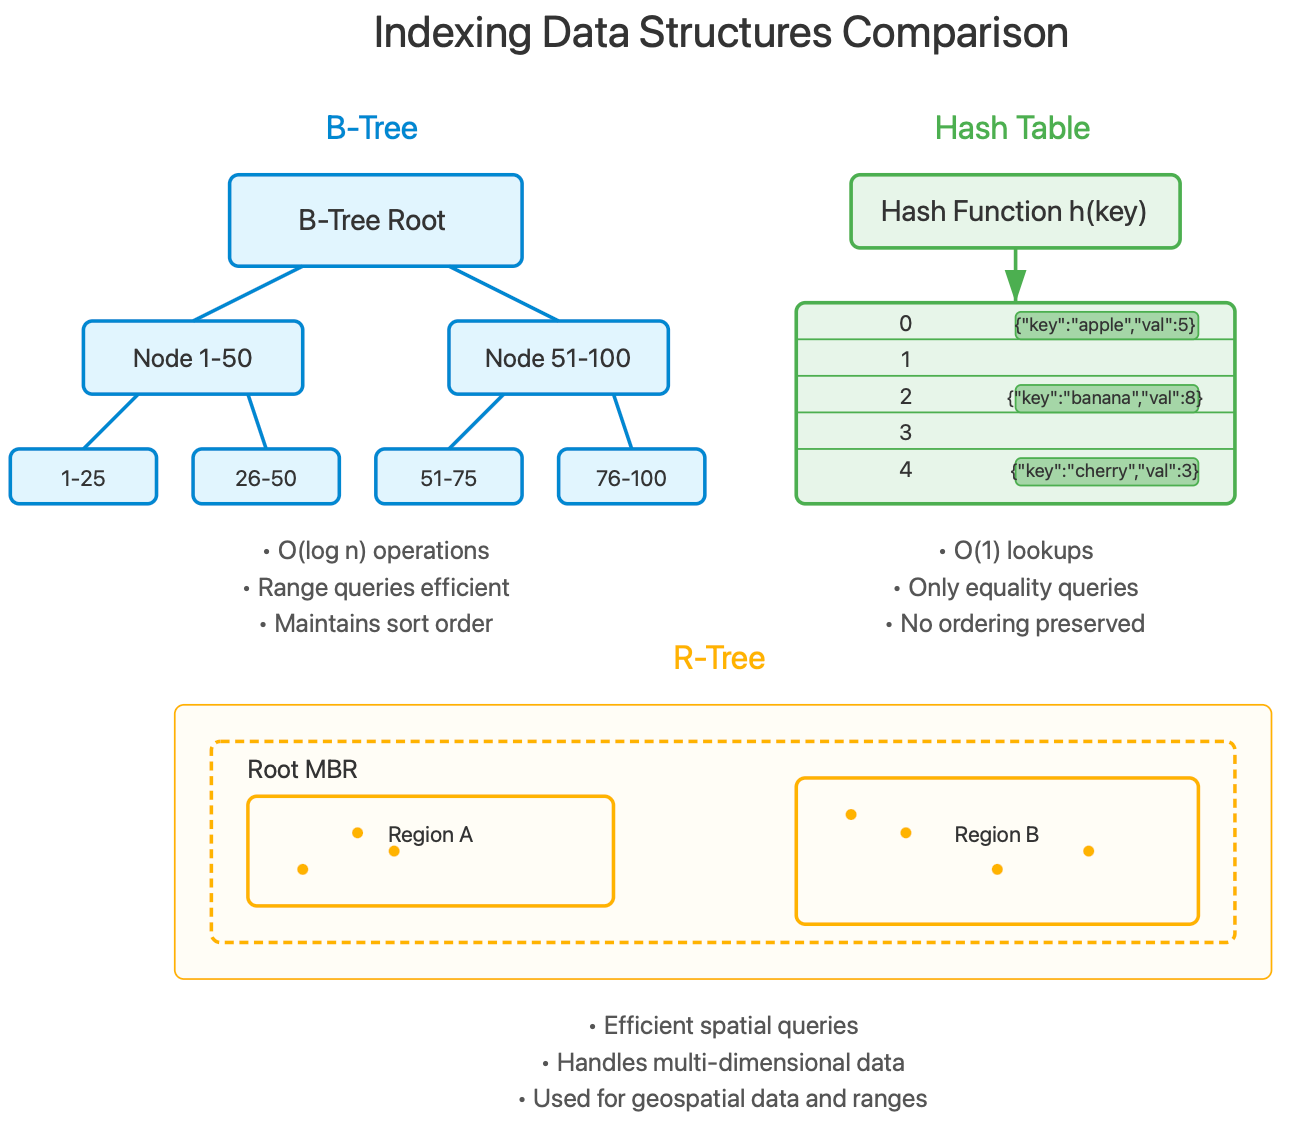 Indexing Data Structures Comparison
B-Tree
B-Tree Root
Node 1-50
Node 51-100
1-25
26-50
51-75
76-100
• O(log n) operations
• Range queries efficient
• Maintains sort order
Hash Table
Hash Function h(key)
0 {"key":"apple","val":5}
1
2 {"key":"banana","val":8}
3
4 {"key":"cherry","val":3}
• O(1) lookups
• Only equality queries
• No ordering preserved
R-Tree
Root MBR
Region A
Region B
• Efficient spatial queries
• Handles multi-dimensional data
• Used for geospatial data and ranges